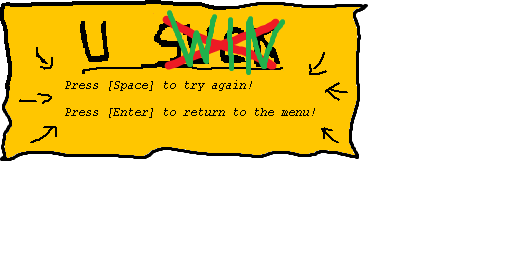 U WIN
Press [Space] to try again!
Press [Enter] to return to the menu!